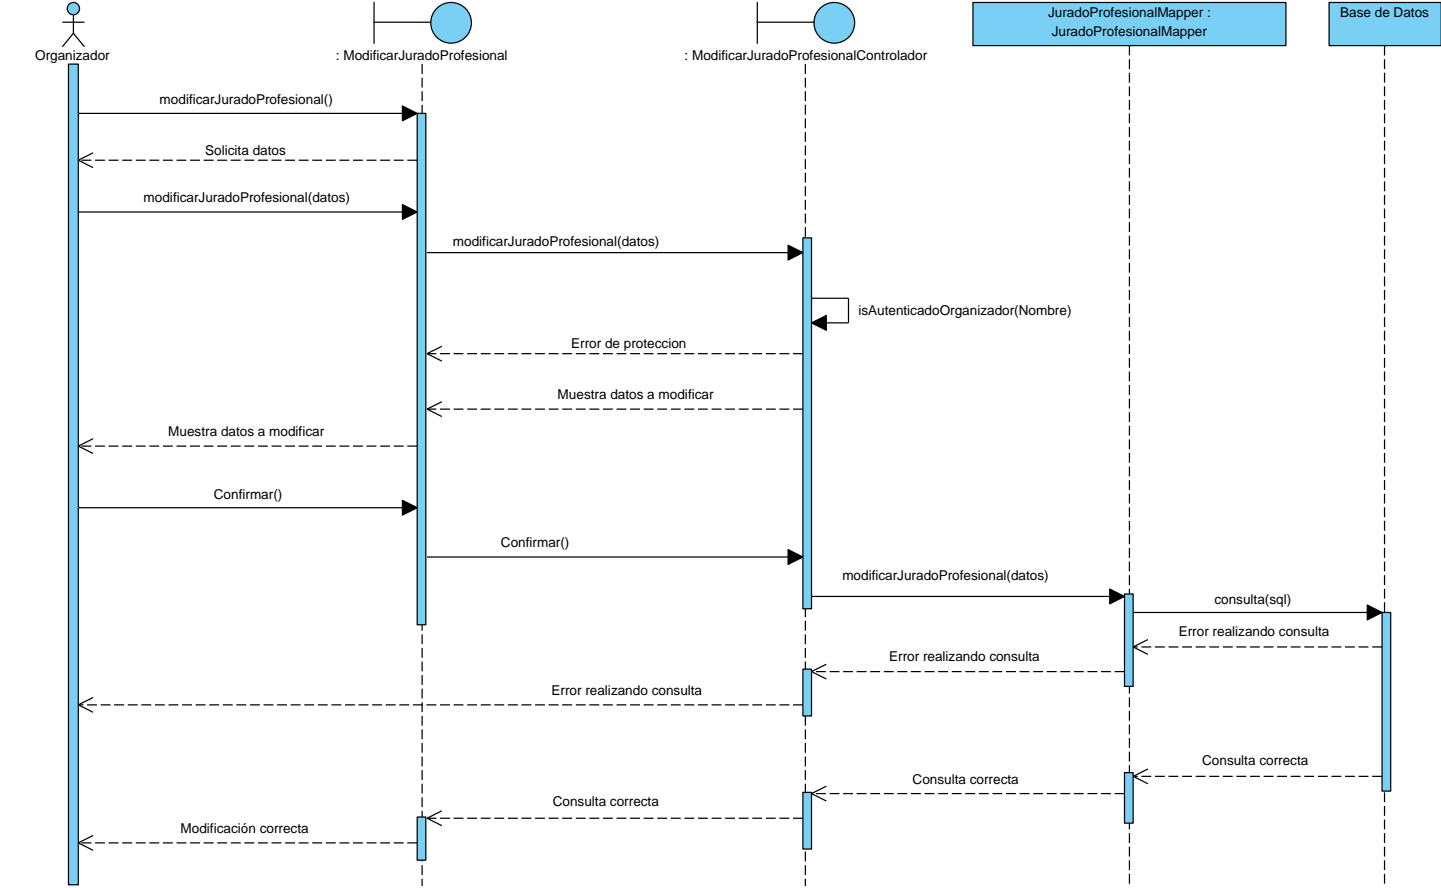 JuradoProfesionalMapper :
JuradoProfesionalMapper
Base de Datos
Organizador
: ModificarJuradoProfesional
: ModificarJuradoProfesionalControlador
modificarJuradoProfesional()
Solicita datos
modificarJuradoProfesional(datos)
modificarJuradoProfesional(datos)
isAutenticadoOrganizador(Nombre)
Error de proteccion
Muestra datos a modificar
Muestra datos a modificar
Confirmar()
Confirmar()
modificarJuradoProfesional(datos)
consulta(sql)
Error realizando consulta
Error realizando consulta
Error realizando consulta
Consulta correcta
Consulta correcta
Consulta correcta
Modificación correcta